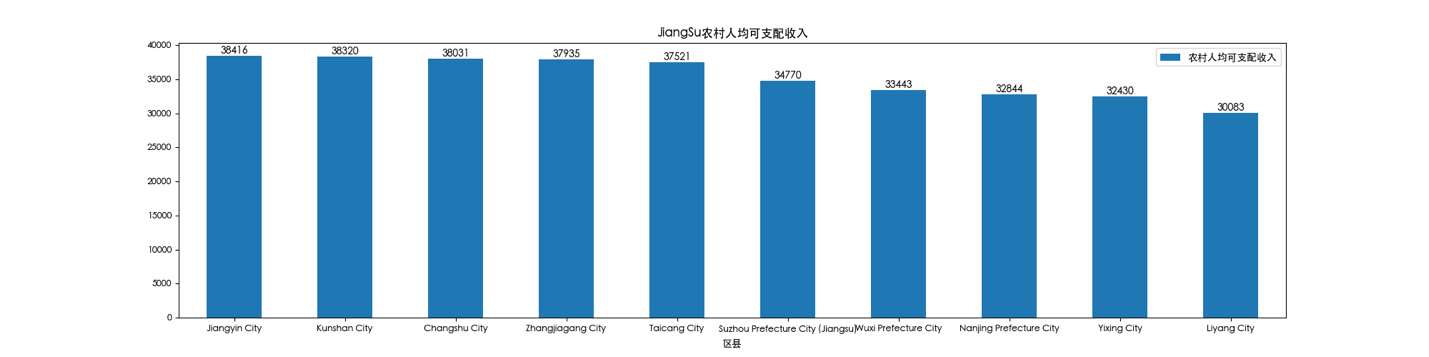 JiangSu农村人均可支配收入
农村人均可支配收入
38416 38320 38031 37935 37521 34770 33443 32844 32430 30083
40000
35000
30000
25000
20000
15000
10000
5000
0
Jiangyin City Kunshan City Changshu City Zhangjiagang City Taicang City Suzhou Prefecture City (Jiangsu) Wuxi Prefecture City Nanjing Prefecture City Yixing City Liyang City
区县